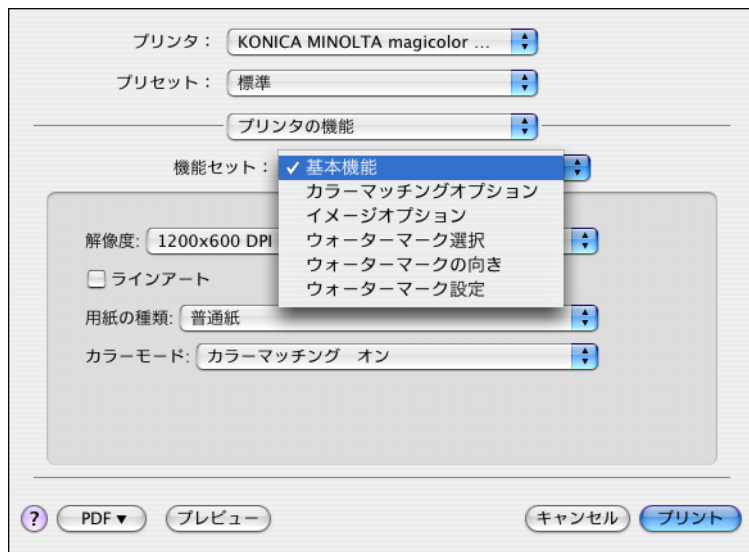 プリンタ： KONICA MINOLTA magicolor ...
プリセット： 標準
プリンタの機能
機能セット： ✓ 基本機能
カラーマッチングオプション
イメージオプション
ウォーターマーク選択
ウォーターマークの向き
ウォーターマーク設定
解像度: 1200x600 DPI
ラインアート
用紙の種類: 普通紙
カラーモード: カラーマッチング　オン
? PDF▼ プレビュー キャンセル プリント